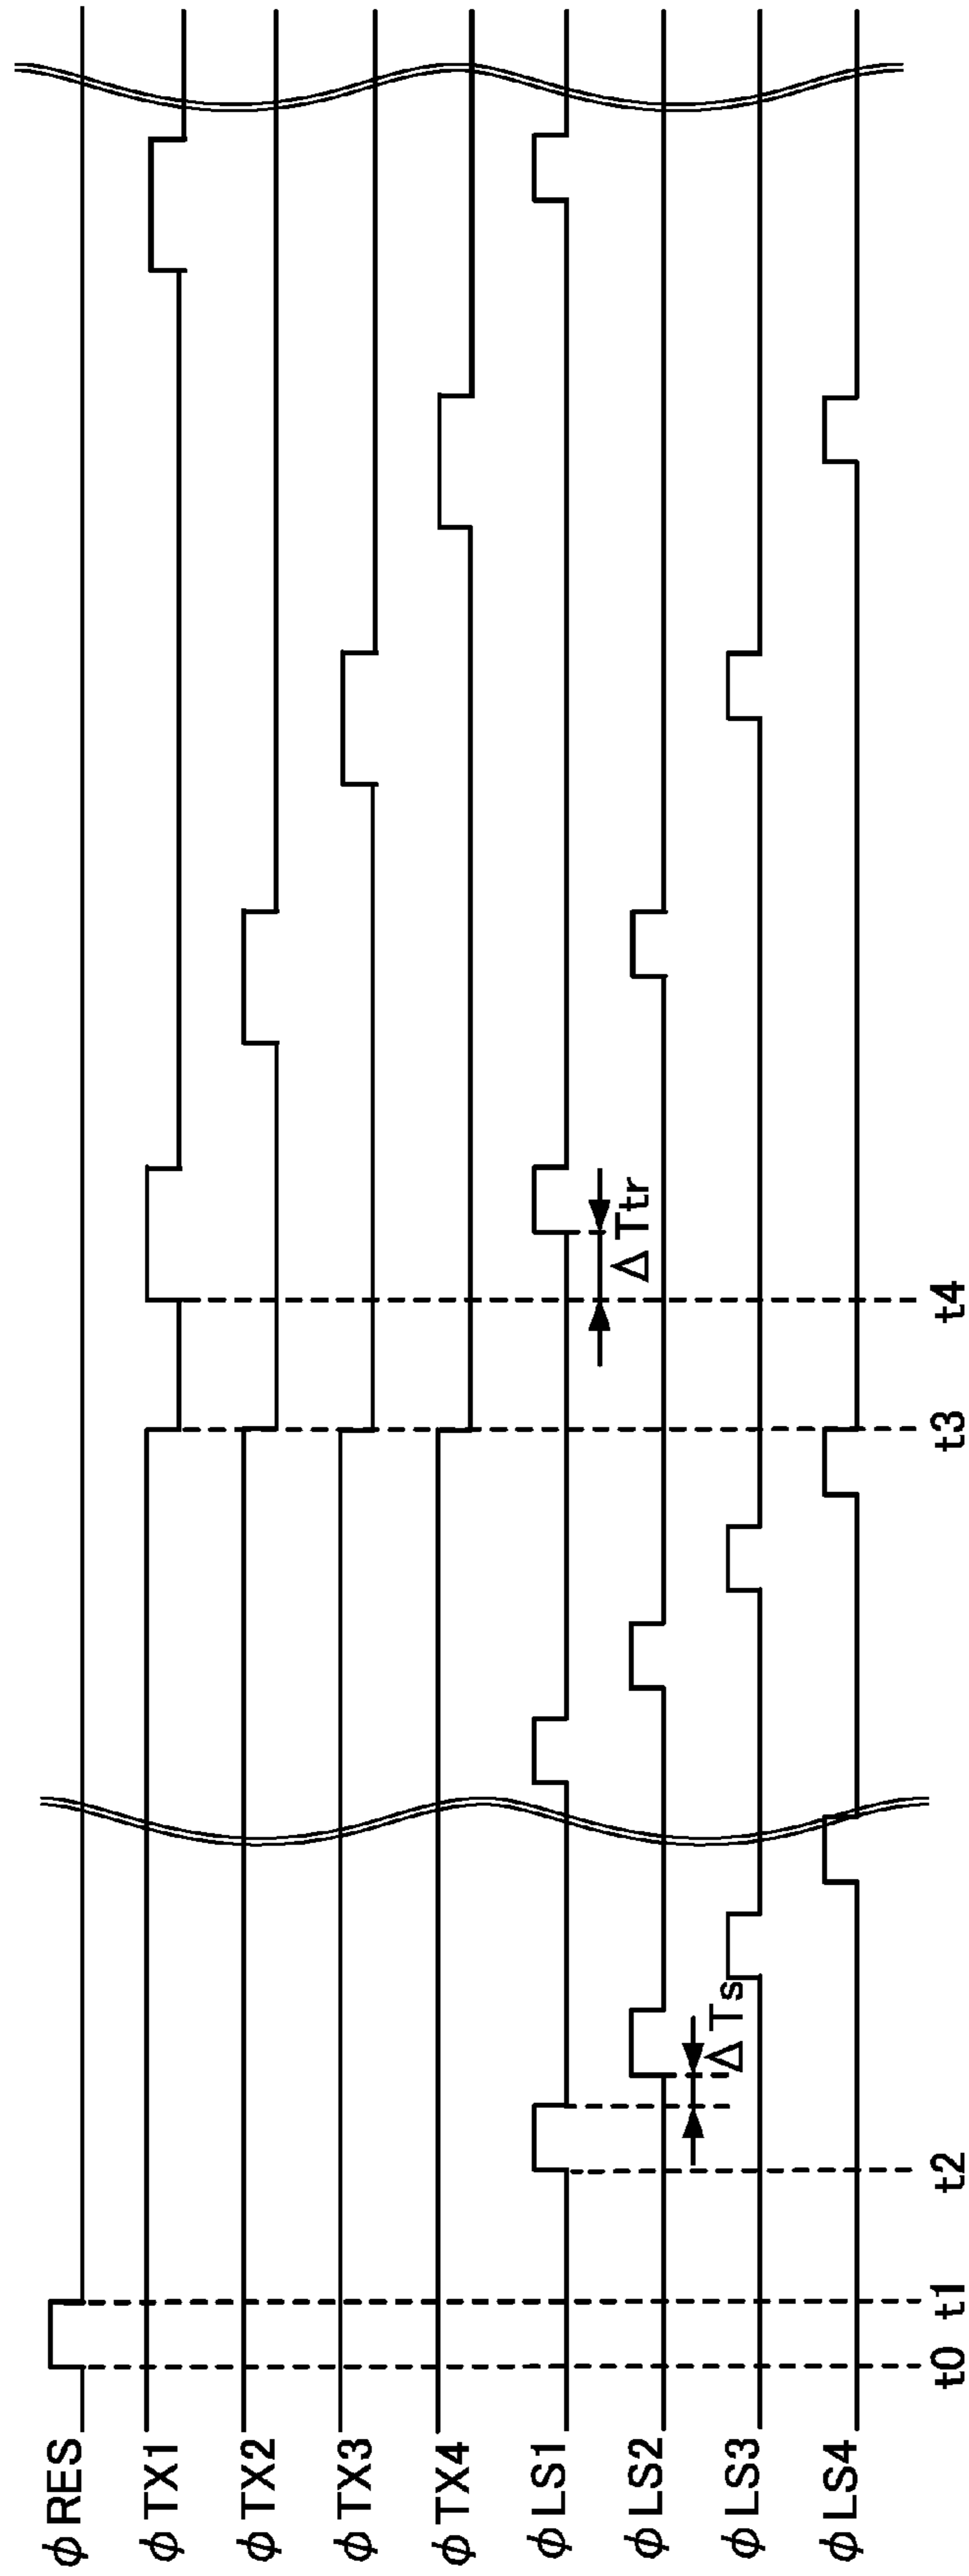 φRES
φTX1
φTX2
φTX3
φTX4
φLS1
φLS2
φLS3
φLS4
ΔTs
ΔTtr
t0 t1 t2 t3 t4